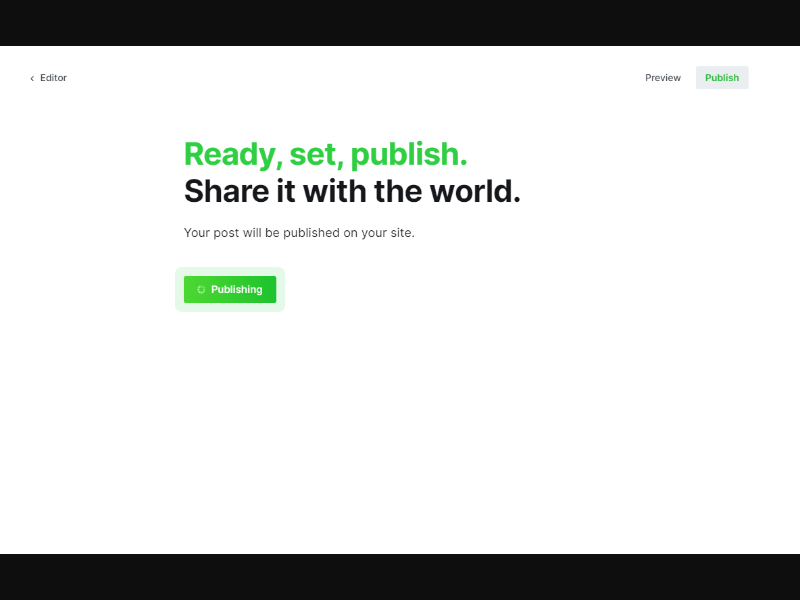 ‹ Editor
Preview
Publish
Ready, set, publish.
Share it with the world.
Your post will be published on your site.
Publishing